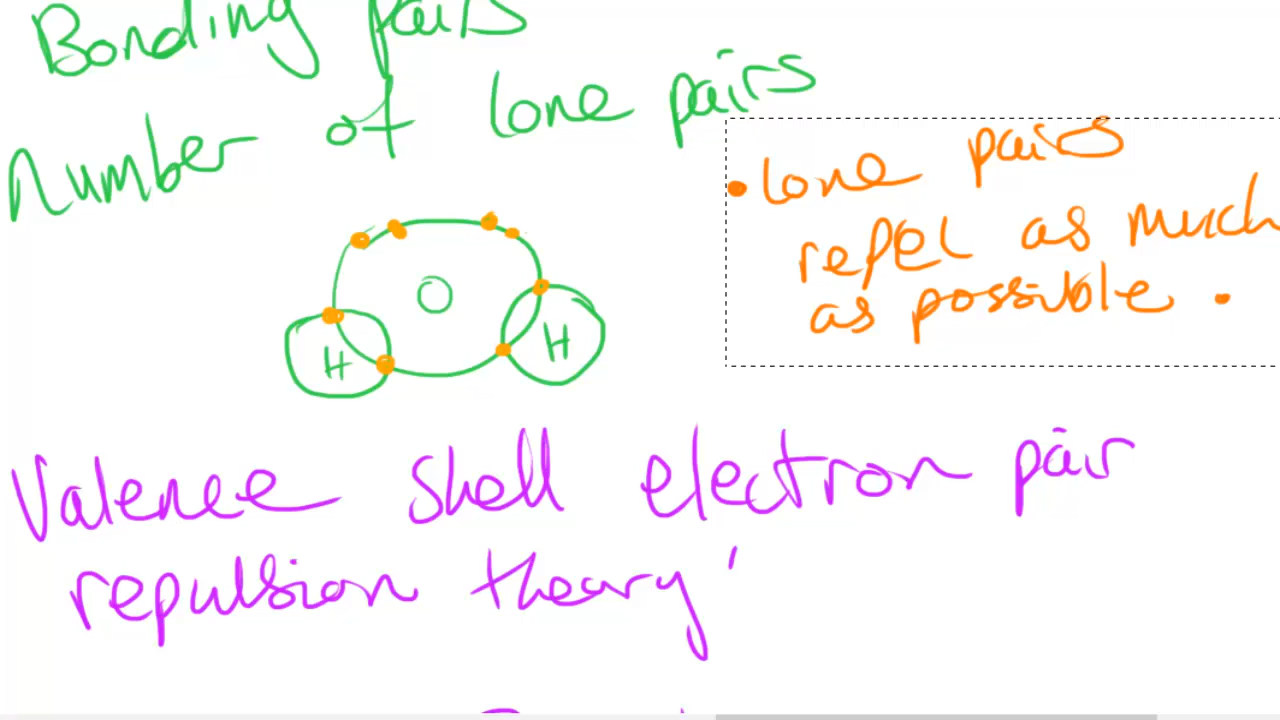 Bonding pairs
Number of lone pairs
• lone pairs
repel as much
as possible.
O
H
H
Valence shell electron pair
repulsion theory '